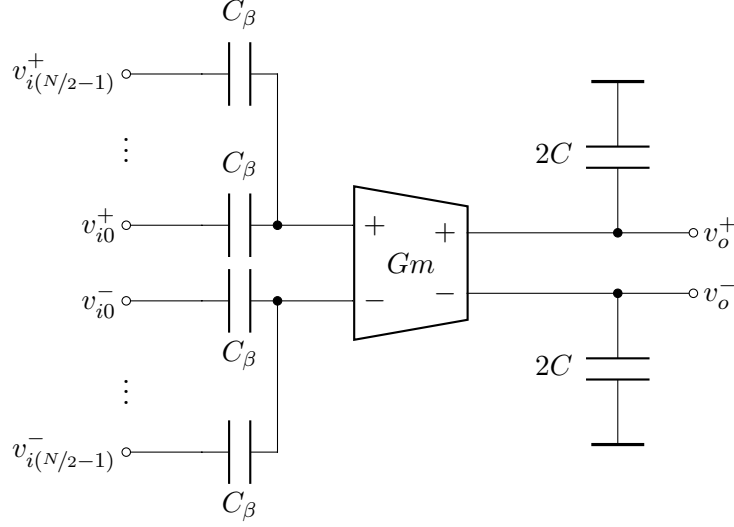 C_β
v^+_{i(N/2−1)}
⋮
C_β
2C
v^+_{i0}
+ + v_o^+
Gm
v^-_{i0} − − v_o^-
C_β
2C
⋮
v^-_{i(N/2−1)}
C_β